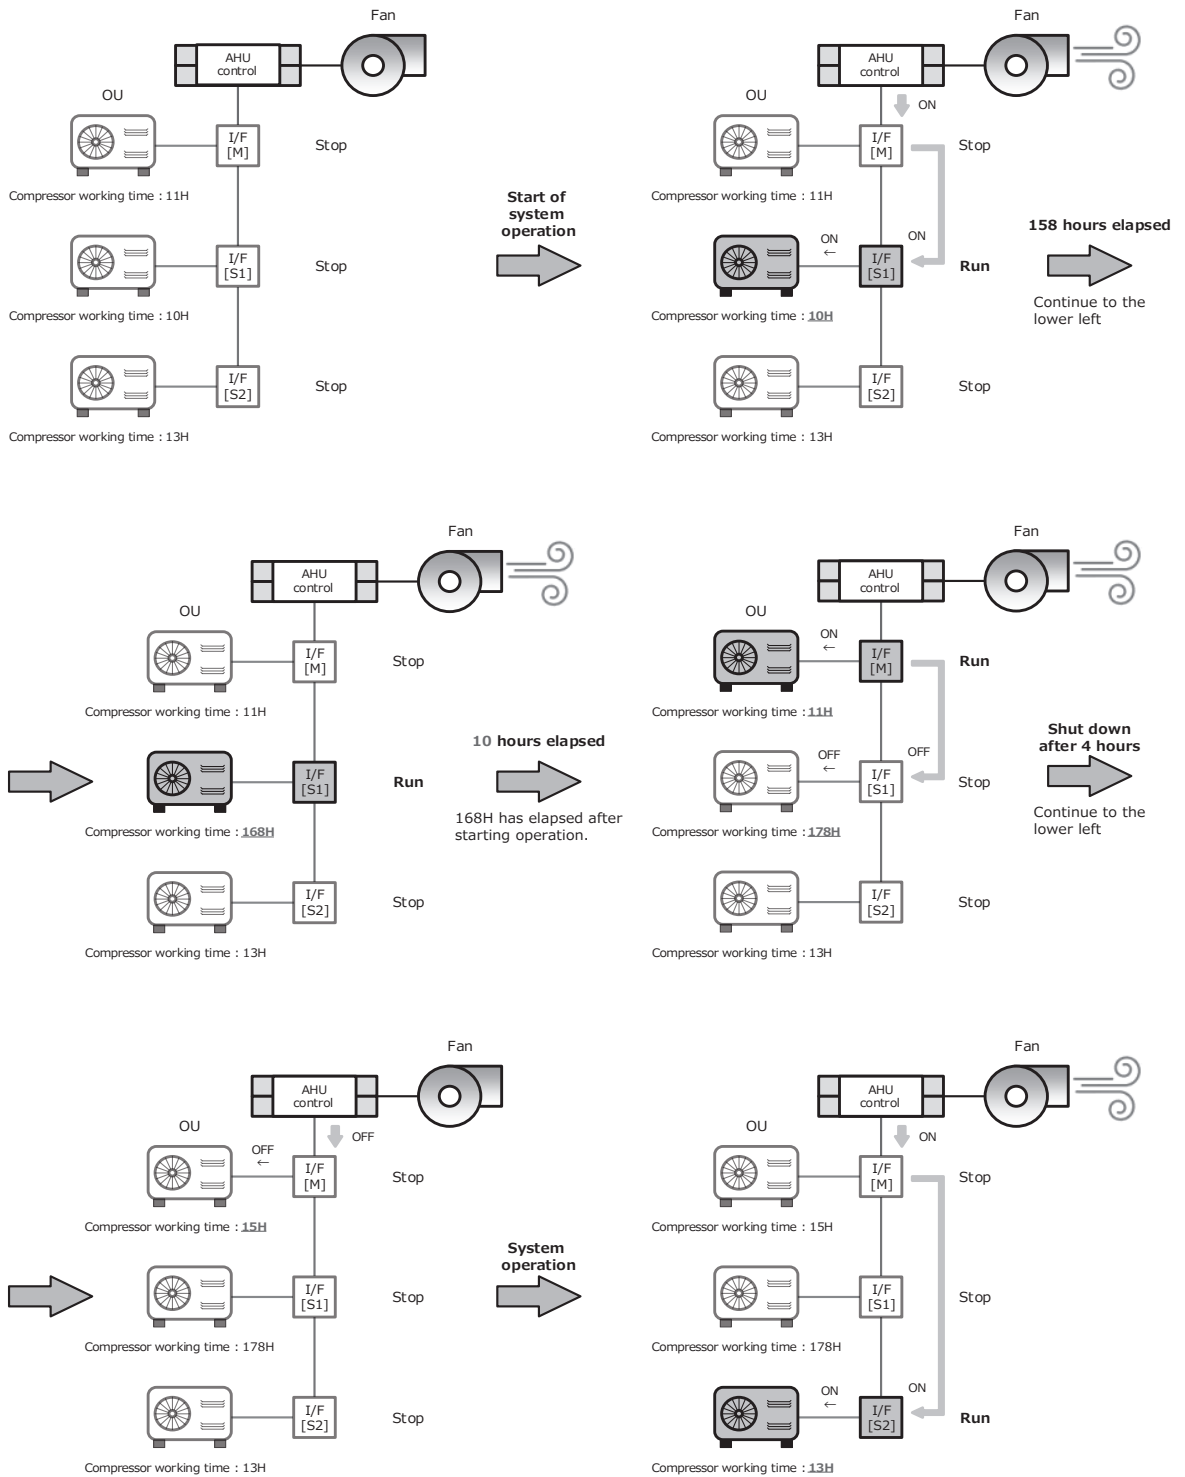 Fan
AHU
control
OU
I/F
[M]
Stop
Compressor working time : 11H
I/F
[S1]
Stop
Compressor working time : 10H
I/F
[S2]
Stop
Compressor working time : 13H
Start of
system
operation
Fan
AHU
control
ON
OU
I/F
[M]
Stop
Compressor working time : 11H
ON
ON
←
I/F
[S1]
Run
Compressor working time : 10H
I/F
[S2]
Stop
Compressor working time : 13H
158 hours elapsed
Continue to the
lower left
Fan
AHU
control
OU
I/F
[M]
Stop
Compressor working time : 11H
I/F
[S1]
Run
Compressor working time : 168H
I/F
[S2]
Stop
Compressor working time : 13H
10 hours elapsed
168H has elapsed after
starting operation.
Fan
AHU
control
OU
ON
←
I/F
[M]
Run
Compressor working time : 11H
OFF
OFF
←
I/F
[S1]
Stop
Compressor working time : 178H
I/F
[S2]
Stop
Compressor working time : 13H
Shut down
after 4 hours
Continue to the
lower left
Fan
AHU
control
OFF
OU
OFF
←
I/F
[M]
Stop
Compressor working time : 15H
I/F
[S1]
Stop
Compressor working time : 178H
I/F
[S2]
Stop
Compressor working time : 13H
System
operation
Fan
AHU
control
ON
OU
I/F
[M]
Stop
Compressor working time : 15H
I/F
[S1]
Stop
Compressor working time : 178H
ON
ON
←
I/F
[S2]
Run
Compressor working time : 13H